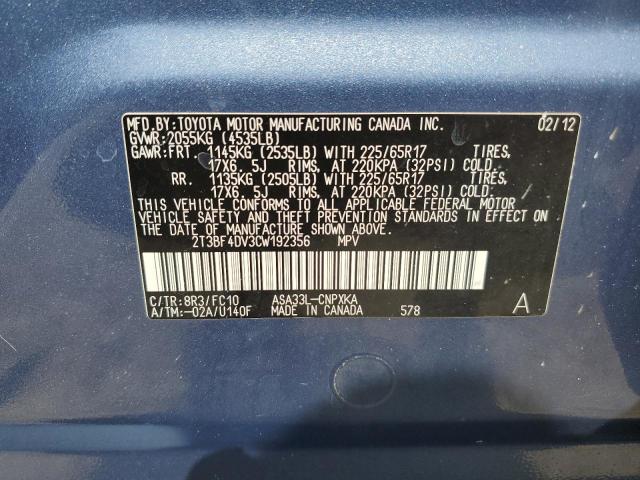 MFD.BY:TOYOTA MOTOR MANUFACTURING CANADA INC. 02/12
GVWR:2055KG (4535LB)
GAWR:FRT. 1145KG (2535LB) WITH 225/65R17 TIRES,
17X6.5J RIMS, AT 220KPA (32PSI) COLD.
RR. 1135KG (2505LB) WITH 225/65R17 TIRES,
17X6.5J RIMS, AT 220KPA (32PSI) COLD.
THIS VEHICLE CONFORMS TO ALL APPLICABLE FEDERAL MOTOR
VEHICLE SAFETY AND THEFT PREVENTION STANDARDS IN EFFECT
ON THE DATE OF MANUFACTURE SHOWN ABOVE.
2T3BF4DV3CW192356 MPV
C/TR:8R3/FC10 ASA33L-CNPXKA
A/TM:-02A/U140F MADE IN CANADA 578 A